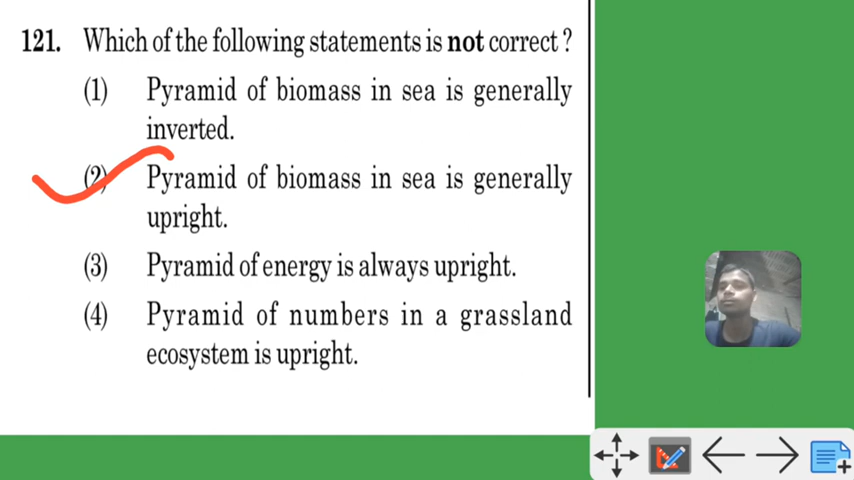 121. Which of the following statements is not correct ?
(1) Pyramid of biomass in sea is generally
inverted.
(2) Pyramid of biomass in sea is generally
upright.
(3) Pyramid of energy is always upright.
(4) Pyramid of numbers in a grassland
ecosystem is upright.